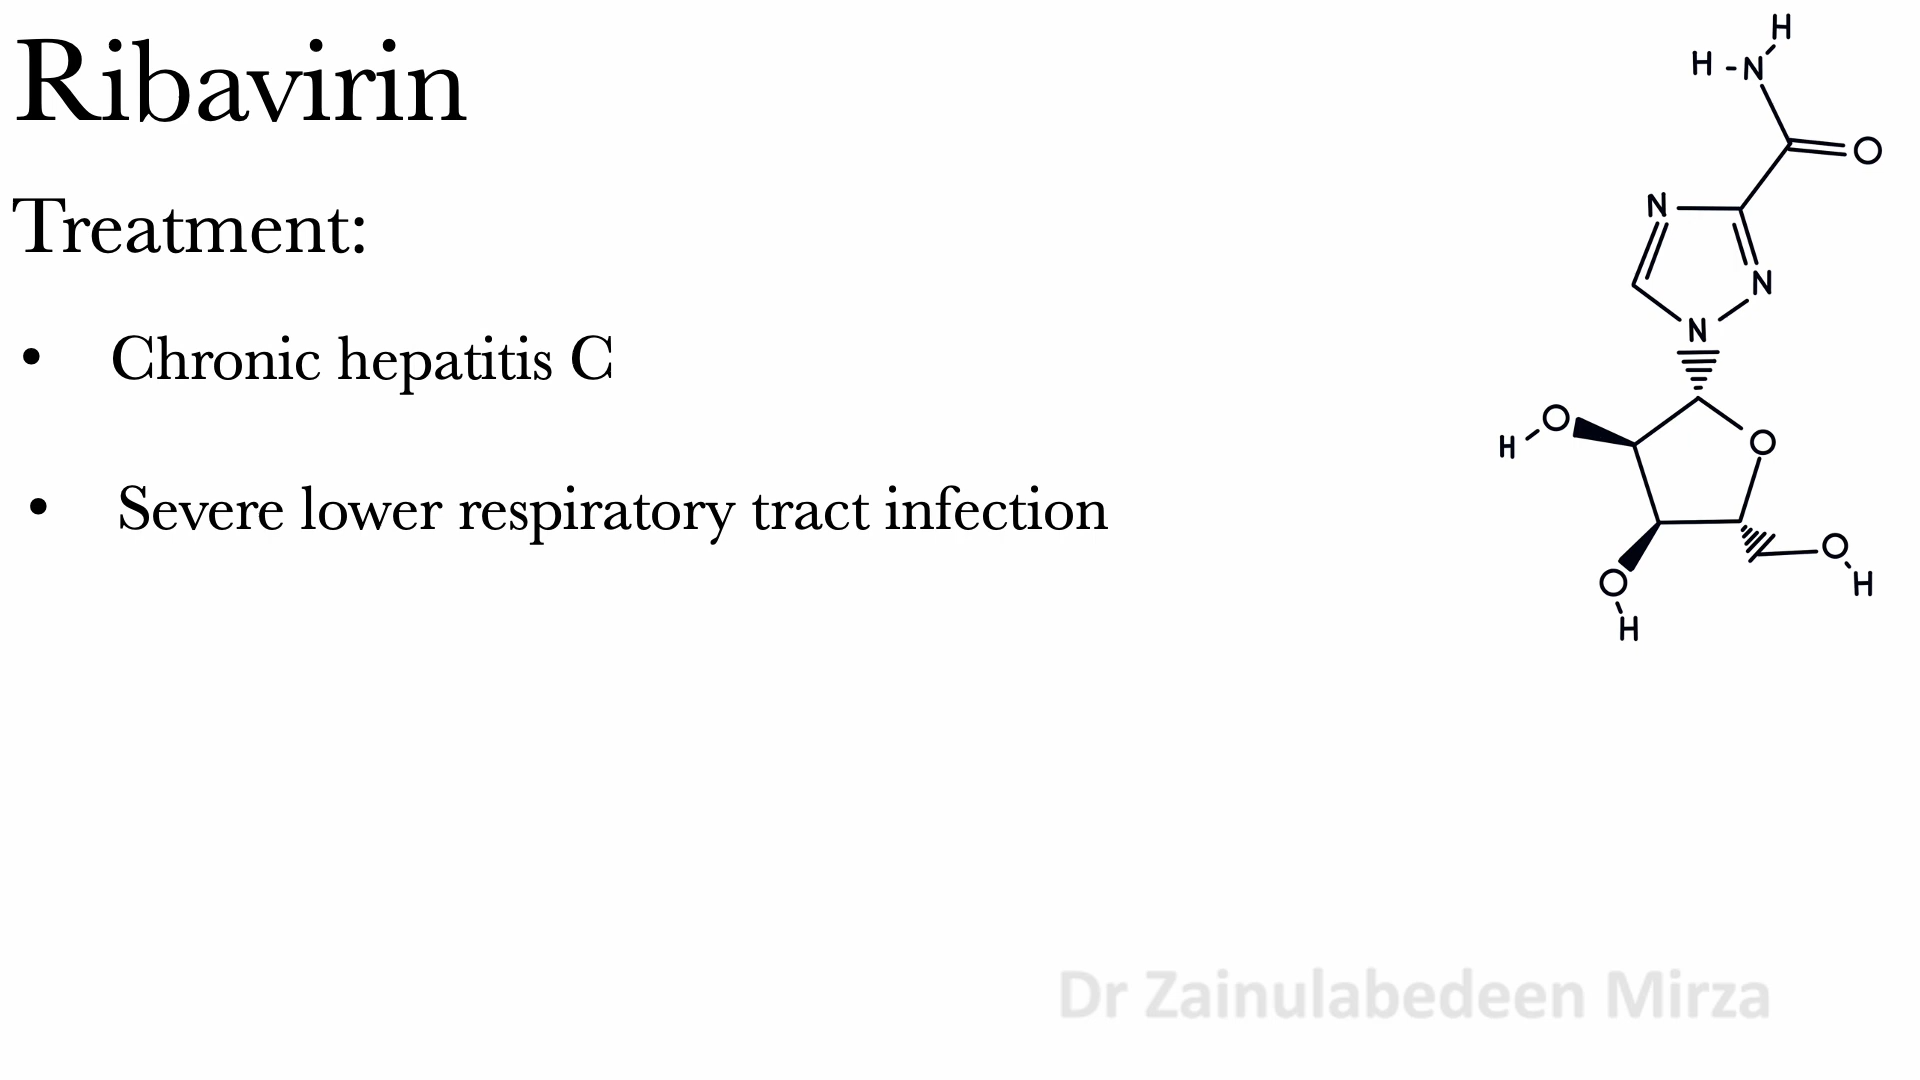 Ribavirin
Treatment:
• Chronic hepatitis C
• Severe lower respiratory tract infection
H
H - N
O
N
N
N
H O
O
O H
O
H
Dr Zainulabedeen Mirza